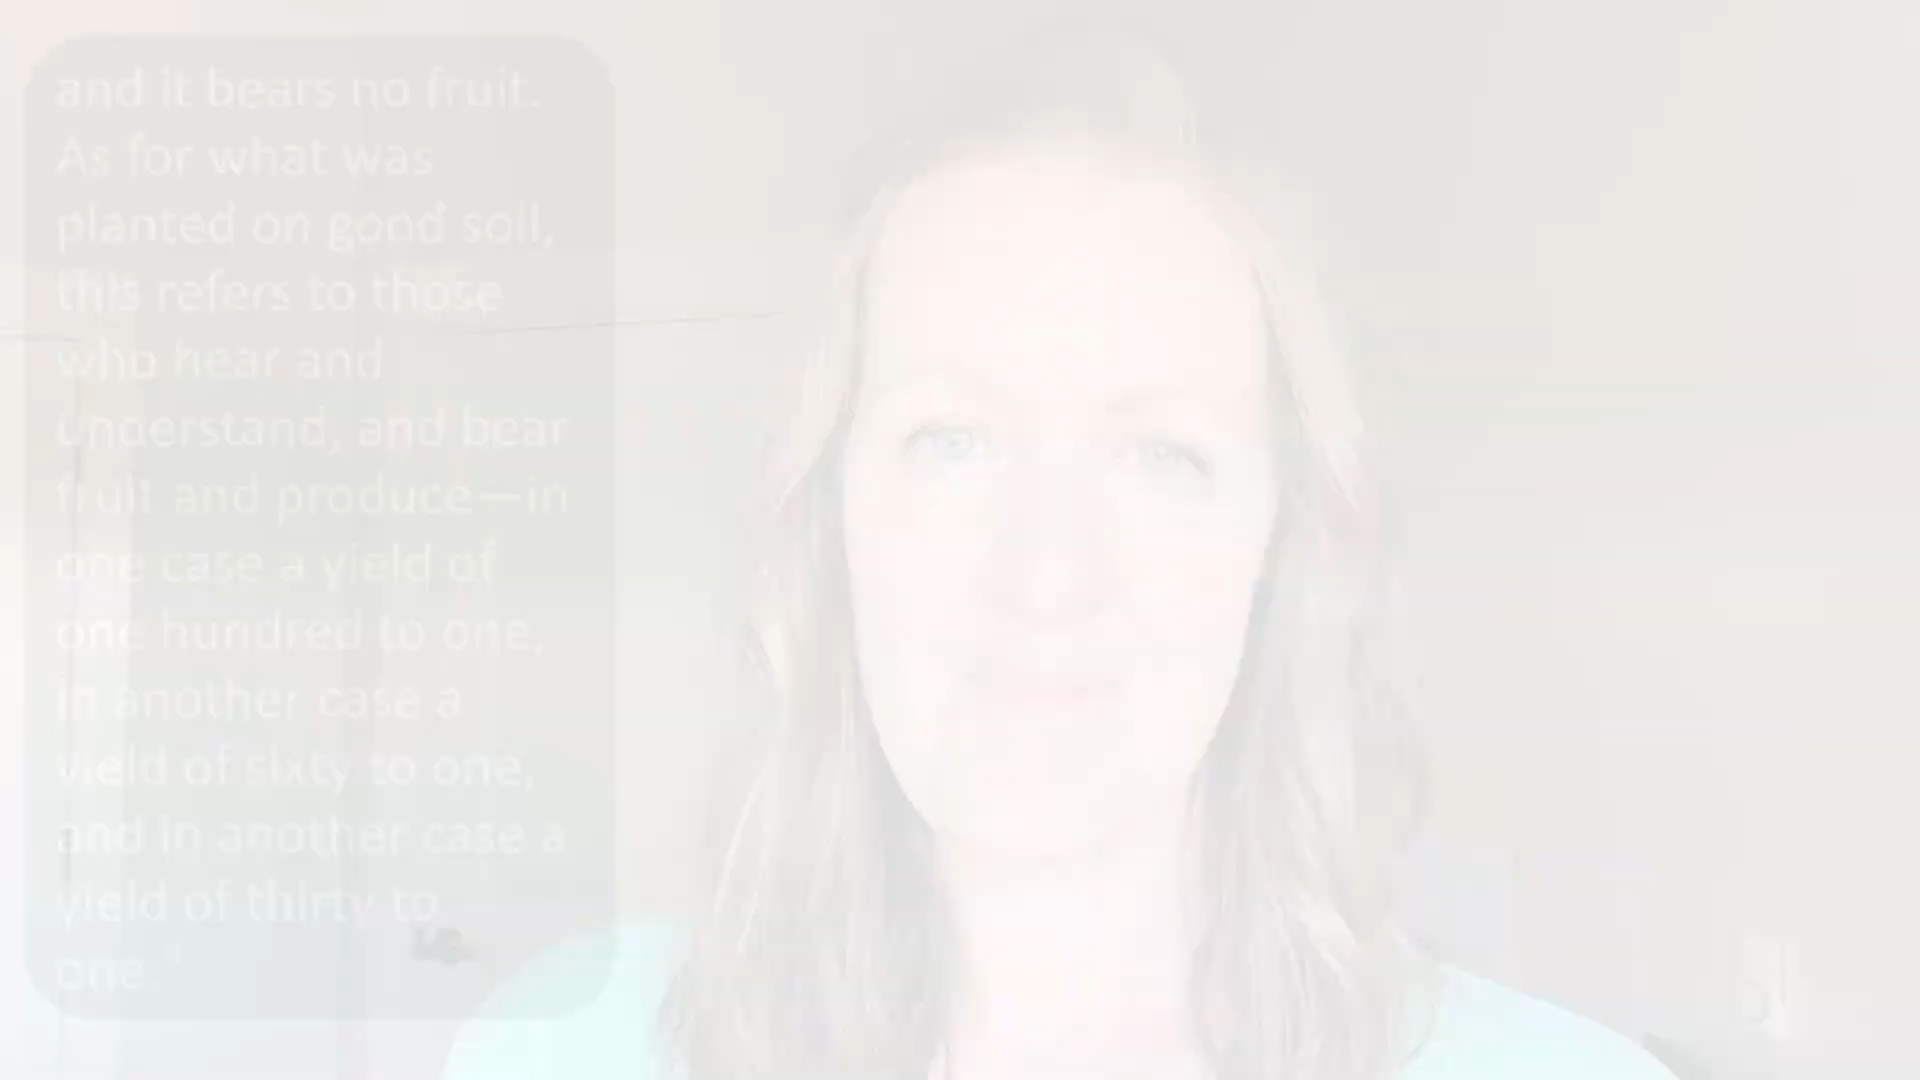 and it bears no fruit.
As for what was
planted on good soil,
this refers to those
who hear and
understand, and bear
fruit and produce—in
one case a yield of
one hundred to one,
in another case a
yield of sixty to one,
and in another case a
yield of thirty to
one."